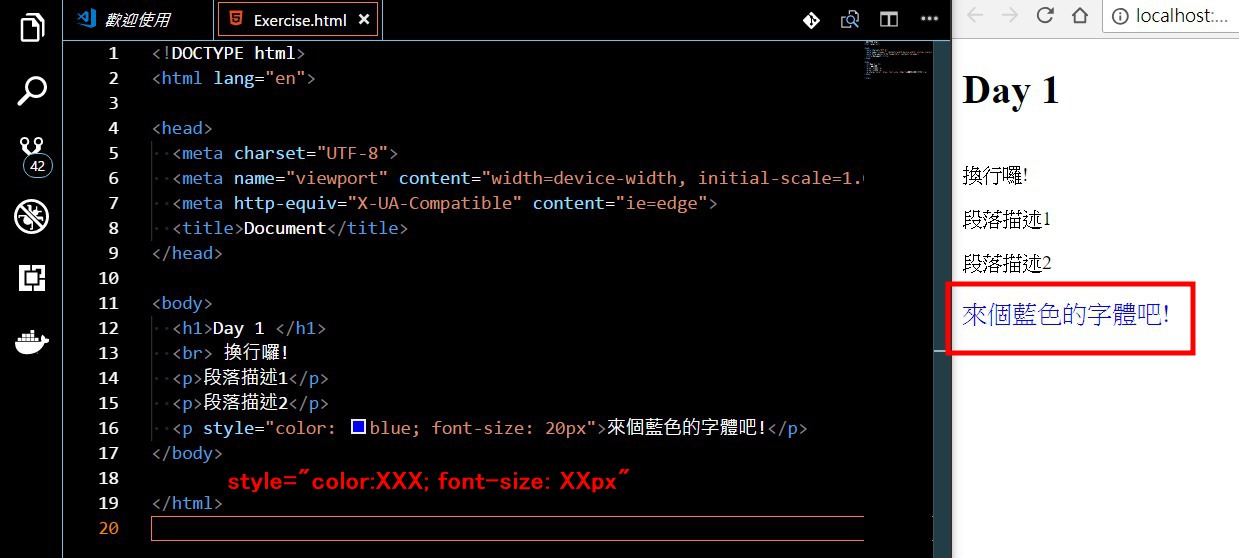 歡迎使用
Exercise.html
localhost:...
42
1 <!DOCTYPE html>
2 <html lang="en">
3
4 <head>
5 <meta charset="UTF-8">
6 <meta name="viewport" content="width=device-width, initial-scale=1.
7 <meta http-equiv="X-UA-Compatible" content="ie=edge">
8 <title>Document</title>
9 </head>
10
11 <body>
12 <h1>Day 1 </h1>
13 <br> 換行囉!
14 <p>段落描述1</p>
15 <p>段落描述2</p>
16 <p style="color: blue; font-size: 20px">來個藍色的字體吧!</p>
17 </body>
18
style="color:XXX; font-size: XXpx"
19 </html>
20
Day 1
換行囉!
段落描述1
段落描述2
來個藍色的字體吧!